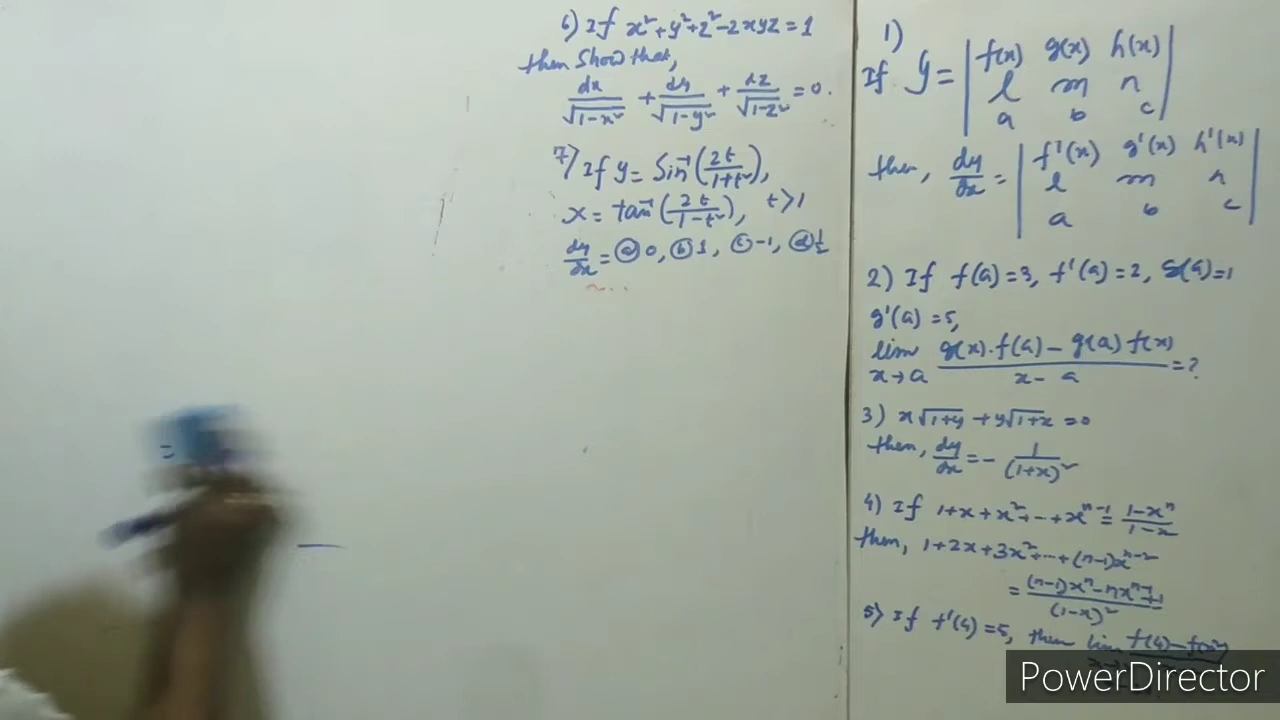 6) If x²+y²+z²-2xyz=1
then Show that,
dx/√1-x² + dy/√1-y² + dz/√1-z² =0.
7) If y= Sin⁻¹(2t/1+t²),
x= tan⁻¹(2t/1-t²), t>1
dy/dx= ⓐ 0, ⓑ 1, ⓒ -1, ⓓ 1/2
=
1)
If y= | f(x) g(x) h(x) |
| l m n |
| a b c |
then, dy/dx= | f'(x) g'(x) h'(x) |
| l m n |
| a b c |
2) If f(a)=3, f'(a)=2, g(a)=1
g'(a)=5,
lim x→a g(x).f(a)-g(a) f(x)/x-a =?
3) x√1+y + y√1+x =0
then, dy/dx=- 1/(1+x)²
4) If 1+x+x²+..+xⁿ⁻¹= 1-xⁿ/1-x
then, 1+2x+3x²+..+(n-1)xⁿ⁻²
= (n-1)xⁿ-nxⁿ⁻¹+1/(1-x)²
5) If f'(4)=5, then lim f(4)-f(x²)
PowerDirector